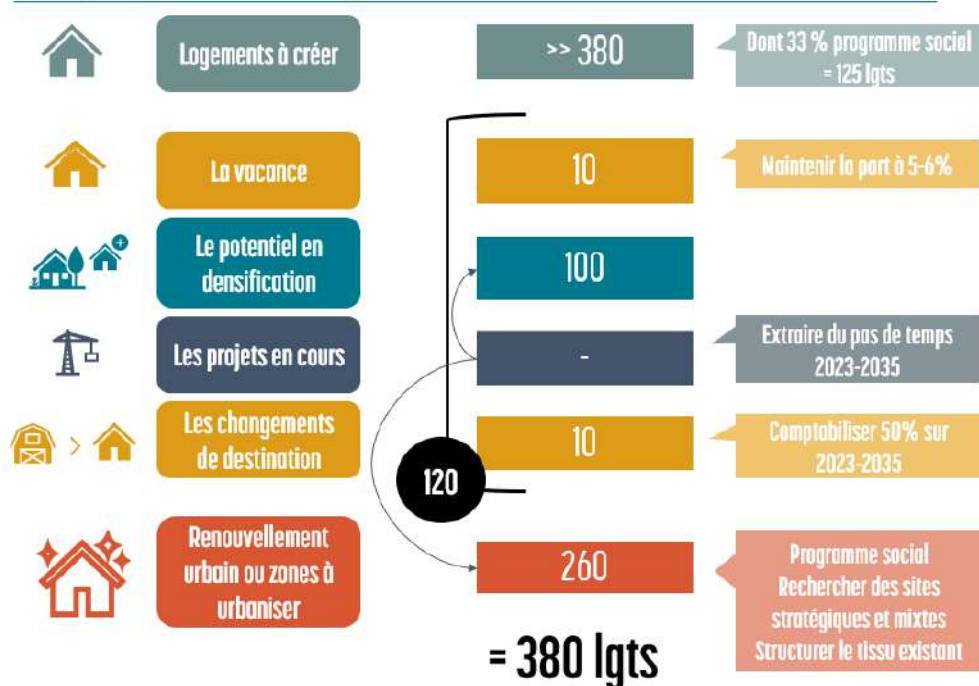 Logements à créer
>> 380
Dont 33 % programme social
= 125 lgts
La vacance
10
Maintenir la part à 5-6%
Le potentiel en
densification
100
Les projets en cours
-
Extraire du pas de temps
2023-2035
Les changements
de destination
10
Comptabiliser 50% sur
2023-2035
120
Renouvellement
urbain ou zones à
urbaniser
260
Programme social
Rechercher des sites
stratégiques et mixtes
Structurer le tissu existant
= 380 lgts